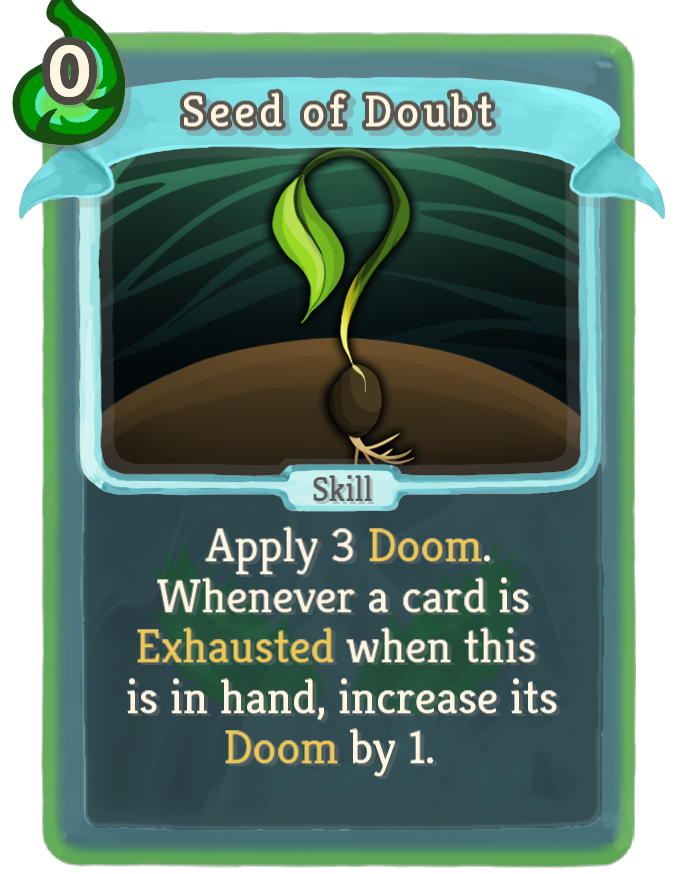 0
Seed of Doubt
Skill
Apply 3 Doom.
Whenever a card is
Exhausted when this
is in hand, increase its
Doom by 1.